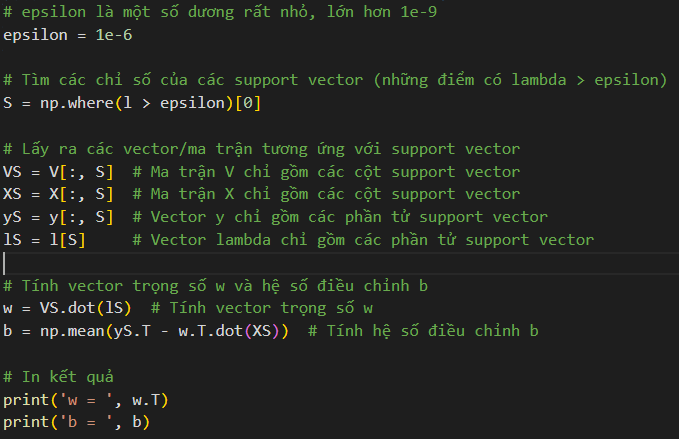 # epsilon là một số dương rất nhỏ, lớn hơn 1e-9
epsilon = 1e-6
# Tìm các chỉ số của các support vector (những điểm có lambda > epsilon)
S = np.where(l > epsilon)[0]
# Lấy ra các vector/ma trận tương ứng với support vector
VS = V[:, S]  # Ma trận V chỉ gồm các cột support vector
XS = X[:, S]  # Ma trận X chỉ gồm các cột support vector
yS = y[:, S]  # Vector y chỉ gồm các phần tử support vector
lS = l[S]     # Vector lambda chỉ gồm các phần tử support vector
# Tính vector trọng số w và hệ số điều chỉnh b
w = VS.dot(lS)  # Tính vector trọng số w
b = np.mean(yS.T - w.T.dot(XS))  # Tính hệ số điều chỉnh b
# In kết quả
print('w = ', w.T)
print('b = ', b)